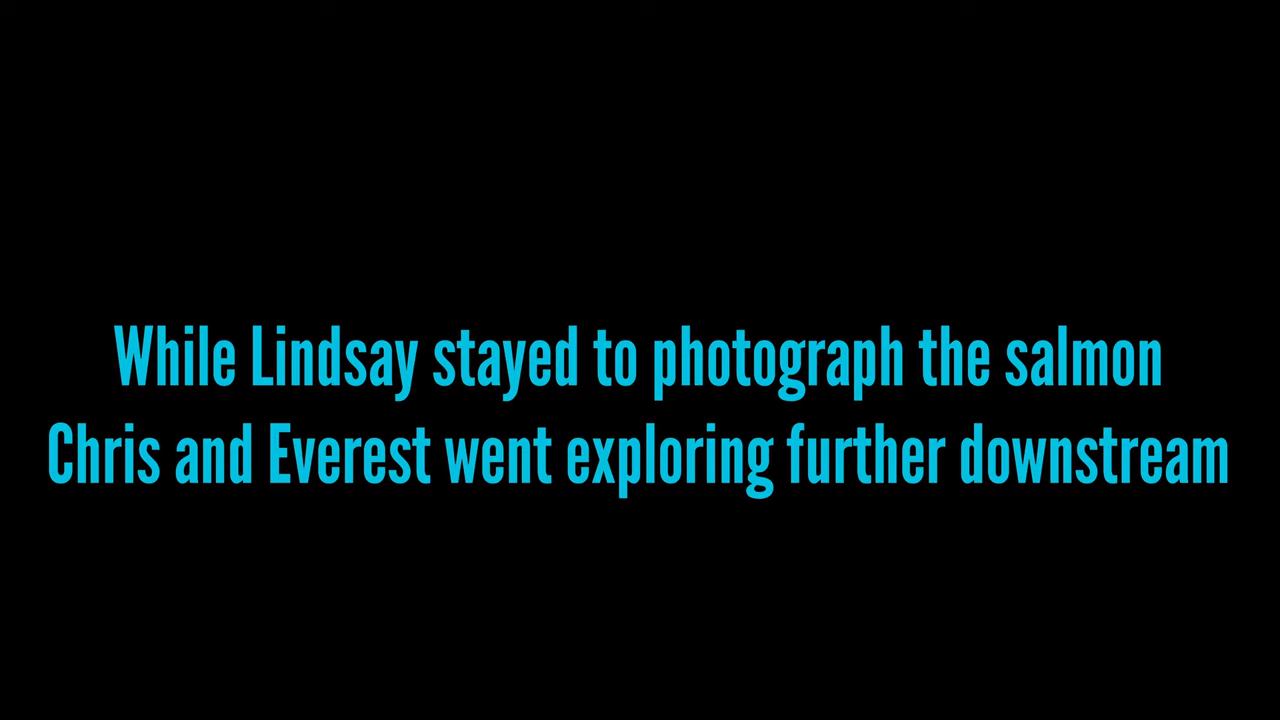 While Lindsay stayed to photograph the salmon
Chris and Everest went exploring further downstream